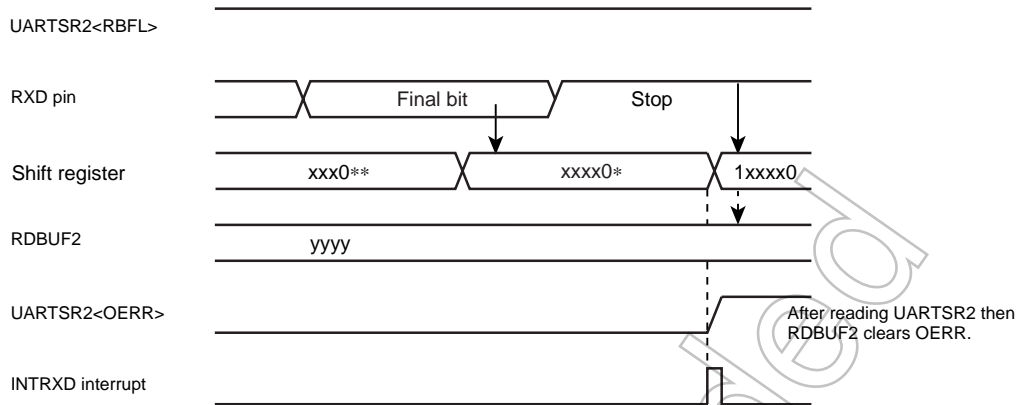 UARTSR2<RBFL>
RXD pin
Final bit
Stop
Shift register
xxx0**
xxxx0*
1xxxx0
RDBUF2
yyyy
UARTSR2<OERR>
After reading UARTSR2 then
RDBUF2 clears OERR.
INTRXD interrupt